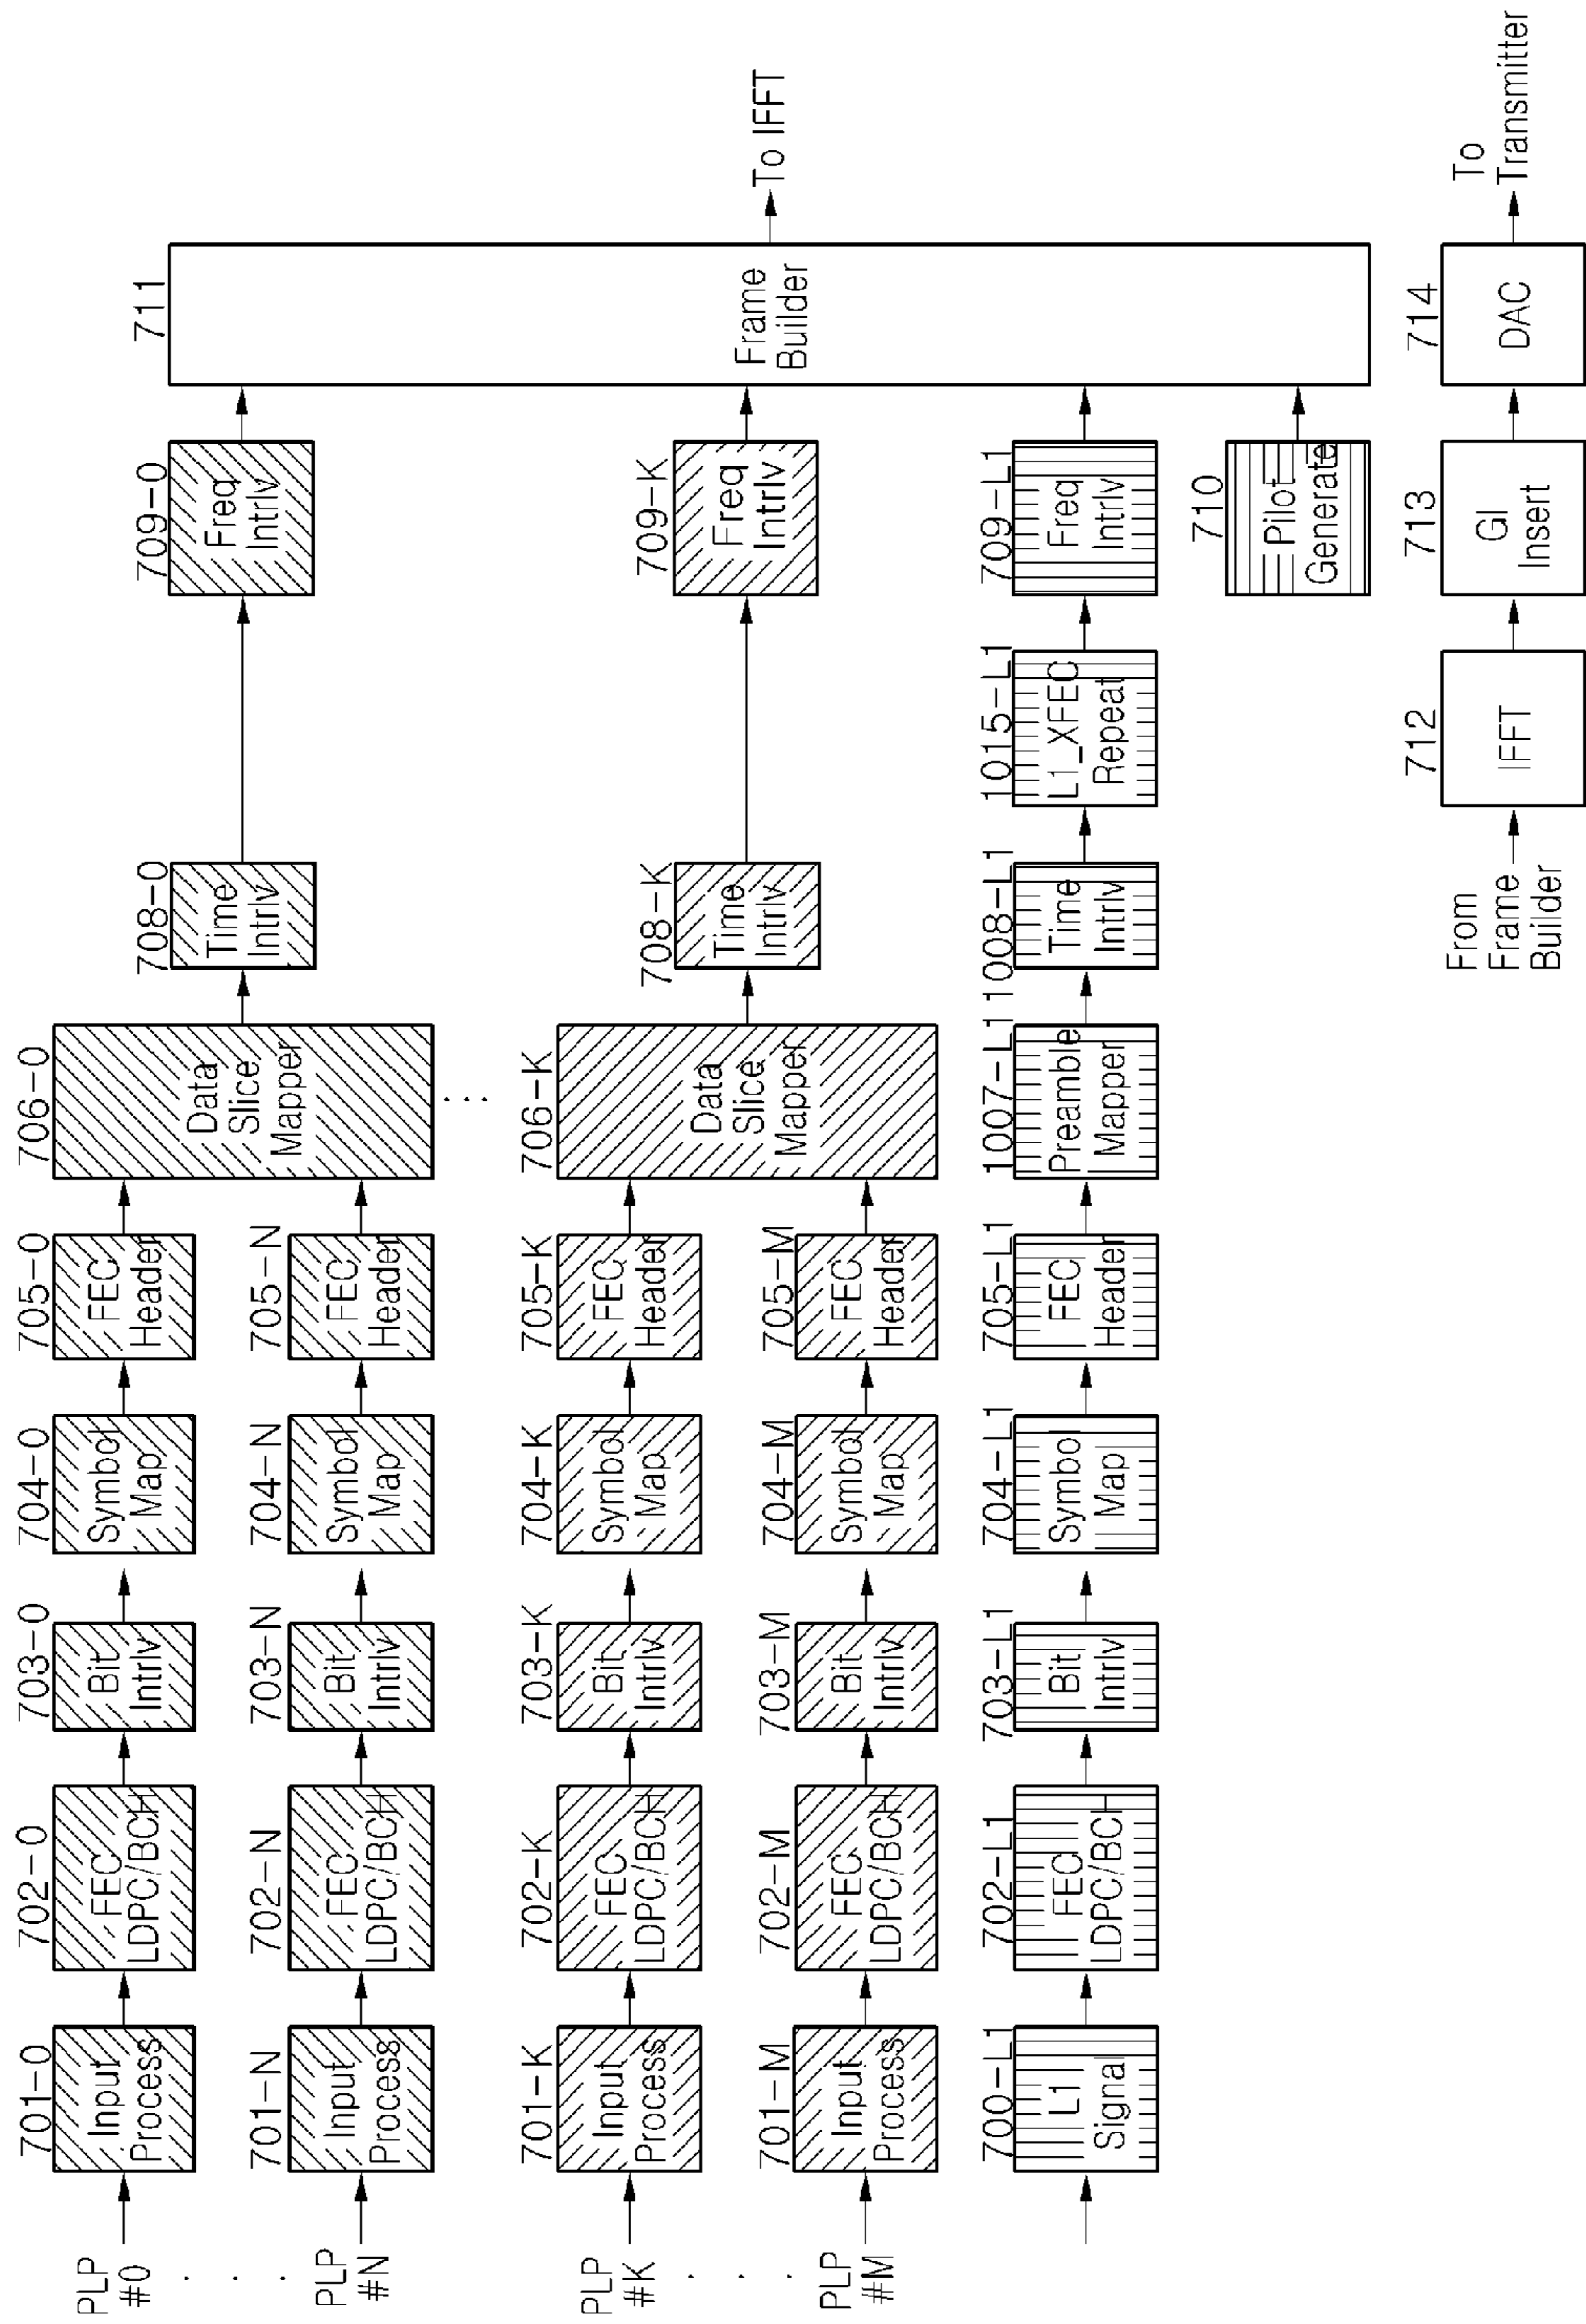 PLP
#0
701-0
Input
Process
702-0
FEC
LDPC/BCH
703-0
Bit
Intrlv
704-0
Symbol
Map
705-0
FEC
Header
706-0
Data
Slice
Mapper
708-0
Time
Intrlv
709-0
Freq
Intrlv
711
Frame
Builder
To IFFT
. . .
PLP
#N
701-N
Input
Process
702-N
FEC
LDPC/BCH
703-N
Bit
Intrlv
704-N
Symbol
Map
705-N
FEC
Header
. . .
PLP
#K
701-K
Input
Process
702-K
FEC
LDPC/BCH
703-K
Bit
Intrlv
704-K
Symbol
Map
705-K
FEC
Header
706-K
Data
Slice
Mapper
708-K
Time
Intrlv
709-K
Freq
Intrlv
. . .
PLP
#M
701-M
Input
Process
702-M
FEC
LDPC/BCH
703-M
Bit
Intrlv
704-M
Symbol
Map
705-M
FEC
Header
700-L1
L1
Signal
702-L1
FEC
LDPC/BCH
703-L1
Bit
Intrlv
704-L1
Symbol
Map
705-L1
FEC
Header
1007-L1
Preamble
Mapper
1008-L1
Time
Intrlv
1015-L1
L1_XFEC
Repeat
709-L1
Freq
Intrlv
710
Pilot
Generate
From
Frame
Builder
712
IFFT
713
GI
Insert
714
DAC
To
Transmitter